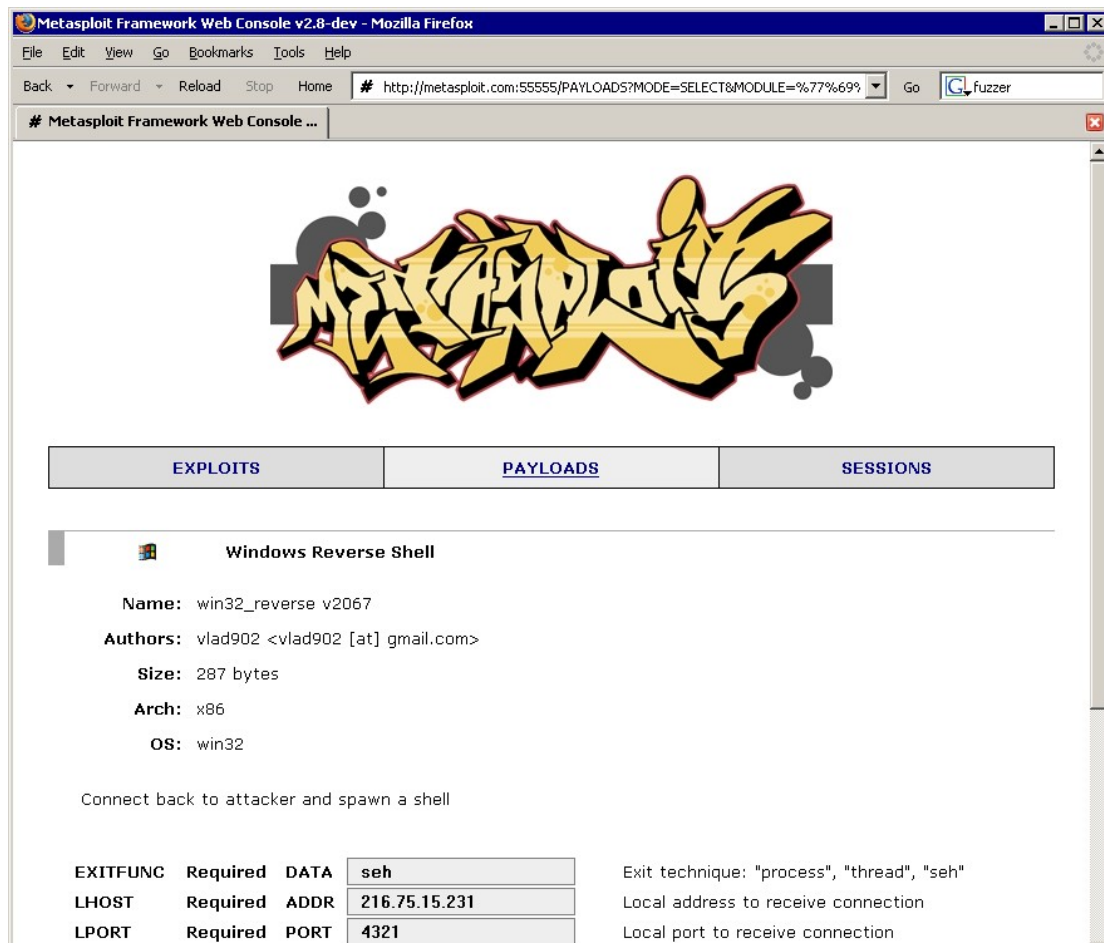 Metasploit Framework Web Console v2.8-dev - Mozilla Firefox
File Edit View Go Bookmarks Tools Help
Back Forward Reload Stop Home # http://metasploit.com:55555/PAYLOADS?MODE=SELECT&MODULE=%77%69% Go G fuzzer
# Metasploit Framework Web Console ...
METASPLOIT
EXPLOITS PAYLOADS SESSIONS
Windows Reverse Shell
Name: win32_reverse v2067
Authors: vlad902 <vlad902 [at] gmail.com>
Size: 287 bytes
Arch: x86
OS: win32
Connect back to attacker and spawn a shell
EXITFUNC Required DATA seh Exit technique: "process", "thread", "seh"
LHOST Required ADDR 216.75.15.231 Local address to receive connection
LPORT Required PORT 4321 Local port to receive connection